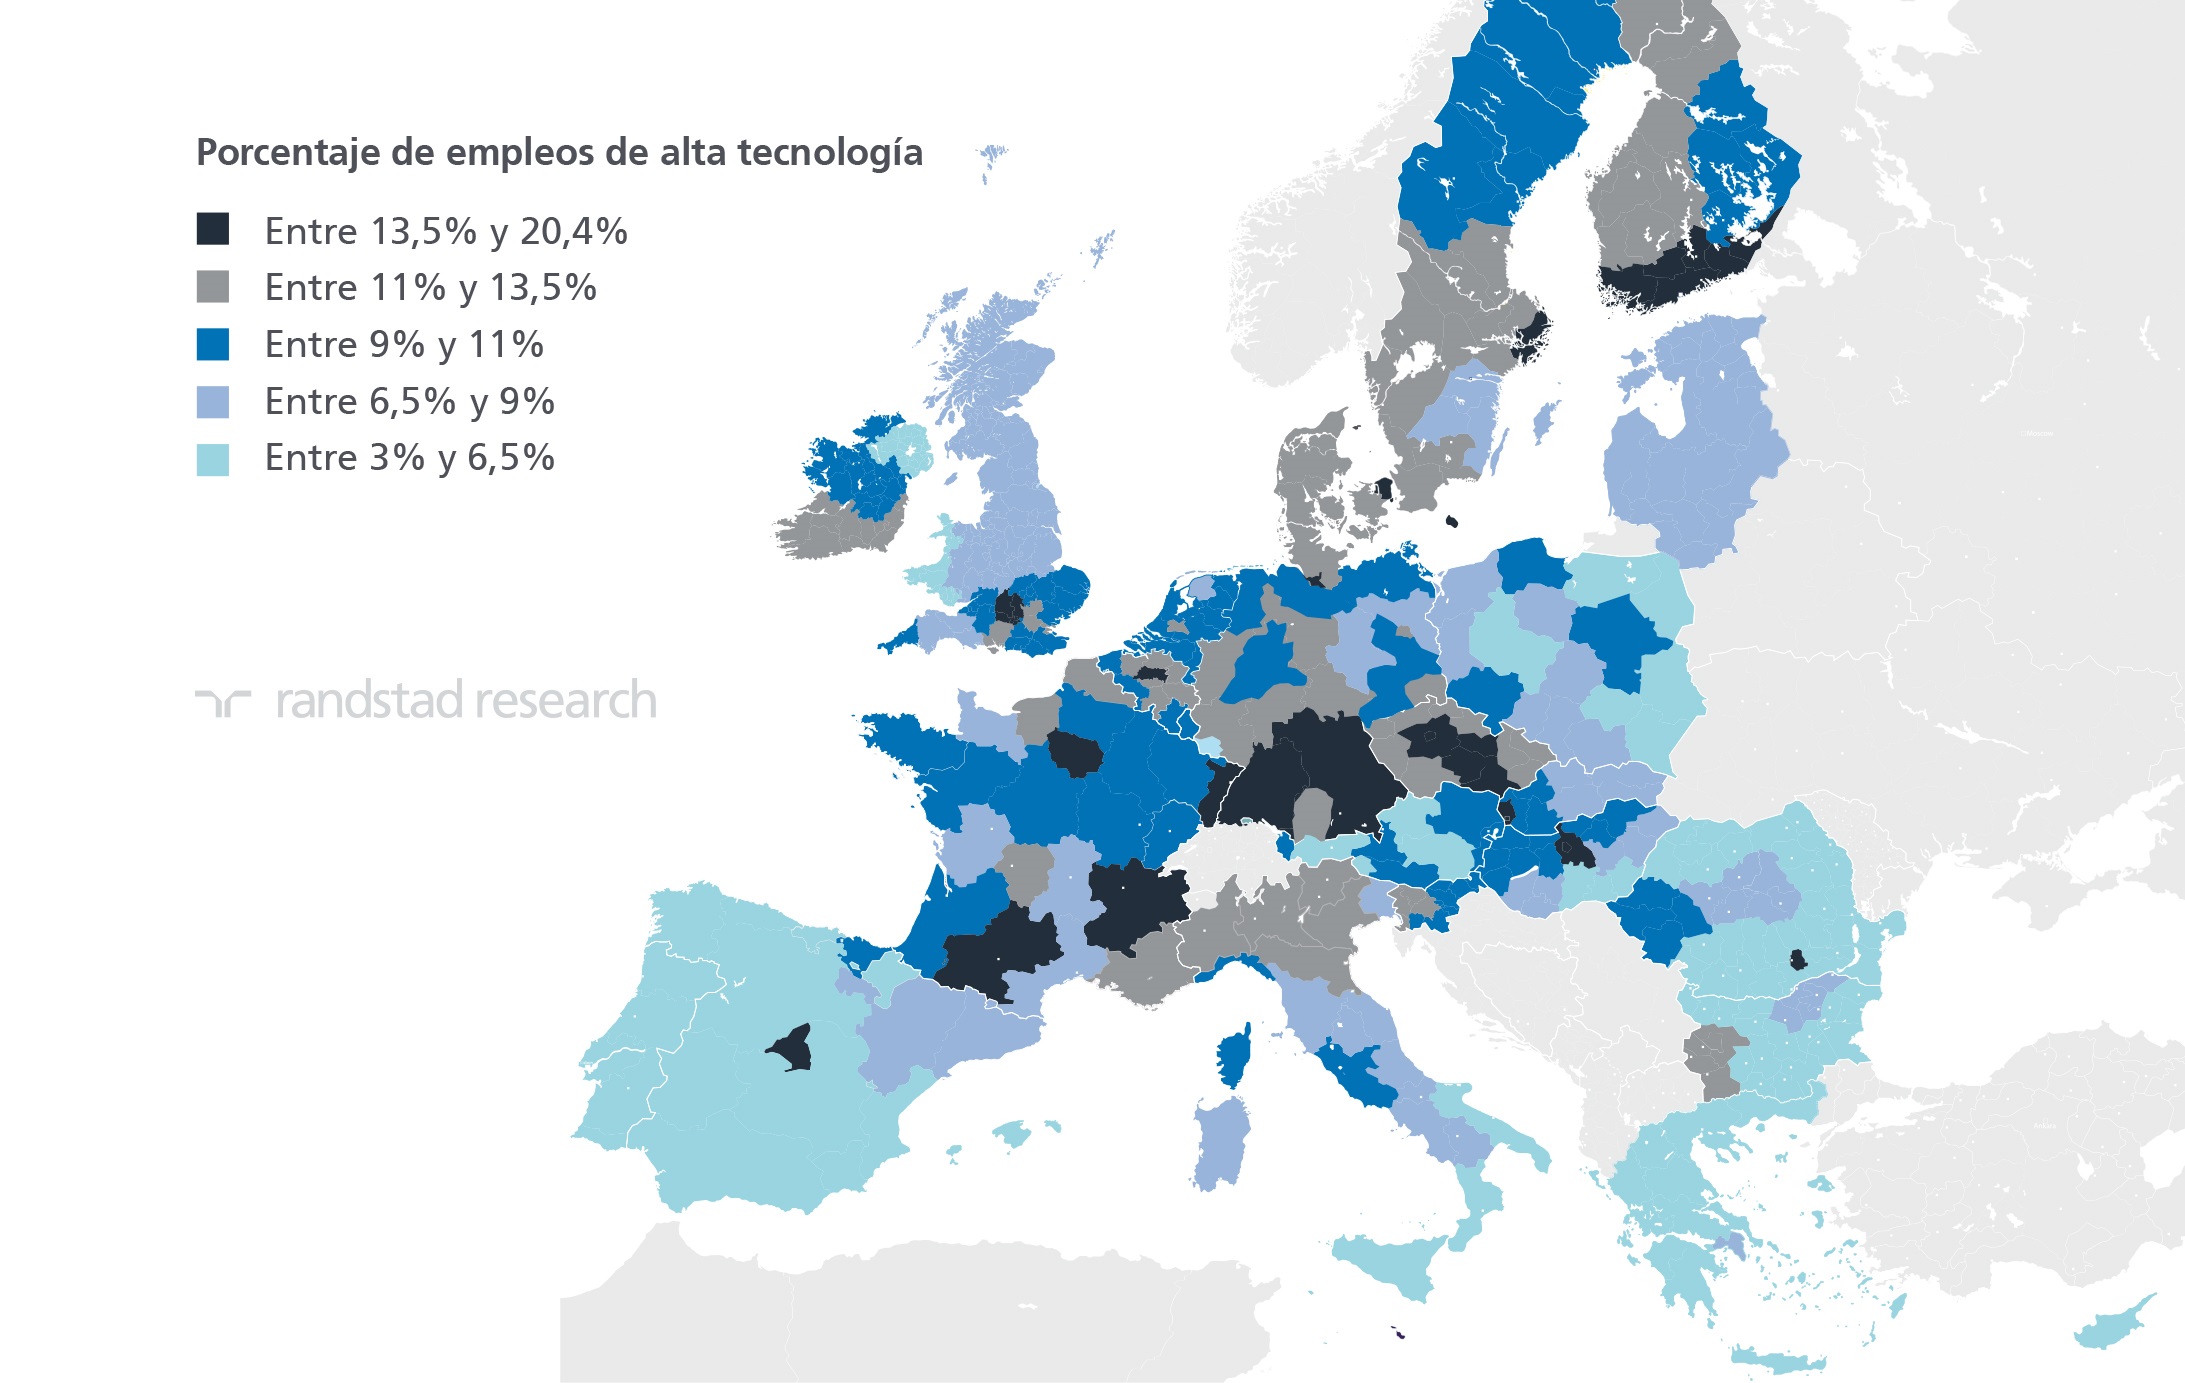 Porcentaje de empleos de alta tecnología
Entre 13,5% y 20,4%
Entre 11% y 13,5%
Entre 9% y 11%
Entre 6,5% y 9%
Entre 3% y 6,5%
randstad research